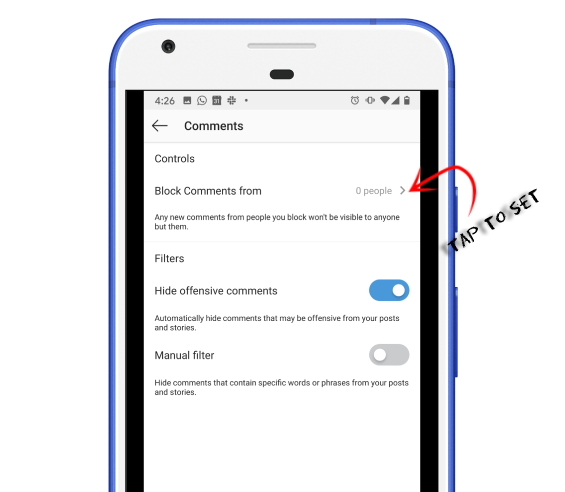 4:26
31
Comments
Controls
Block Comments from 0 people
Any new comments from people you block won't be visible to anyone
but them.
TAP TO SET
Filters
Hide offensive comments
Automatically hide comments that may be offensive from your posts
and stories.
Manual filter
Hide comments that contain specific words or phrases from your posts
and stories.